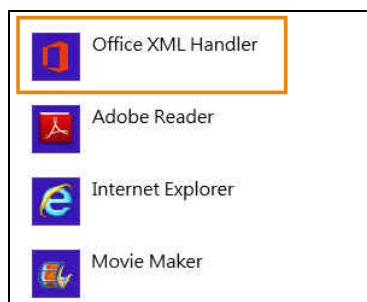 Office XML Handler
Adobe Reader
Internet Explorer
Movie Maker